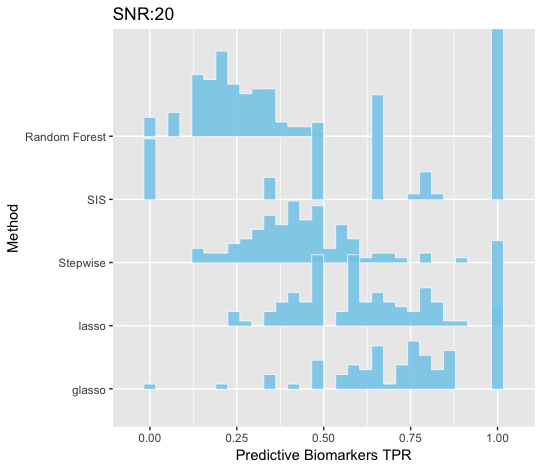 SNR:20
Method
Random Forest
SIS
Stepwise
lasso
glasso
0.00 0.25 0.50 0.75 1.00
Predictive Biomarkers TPR